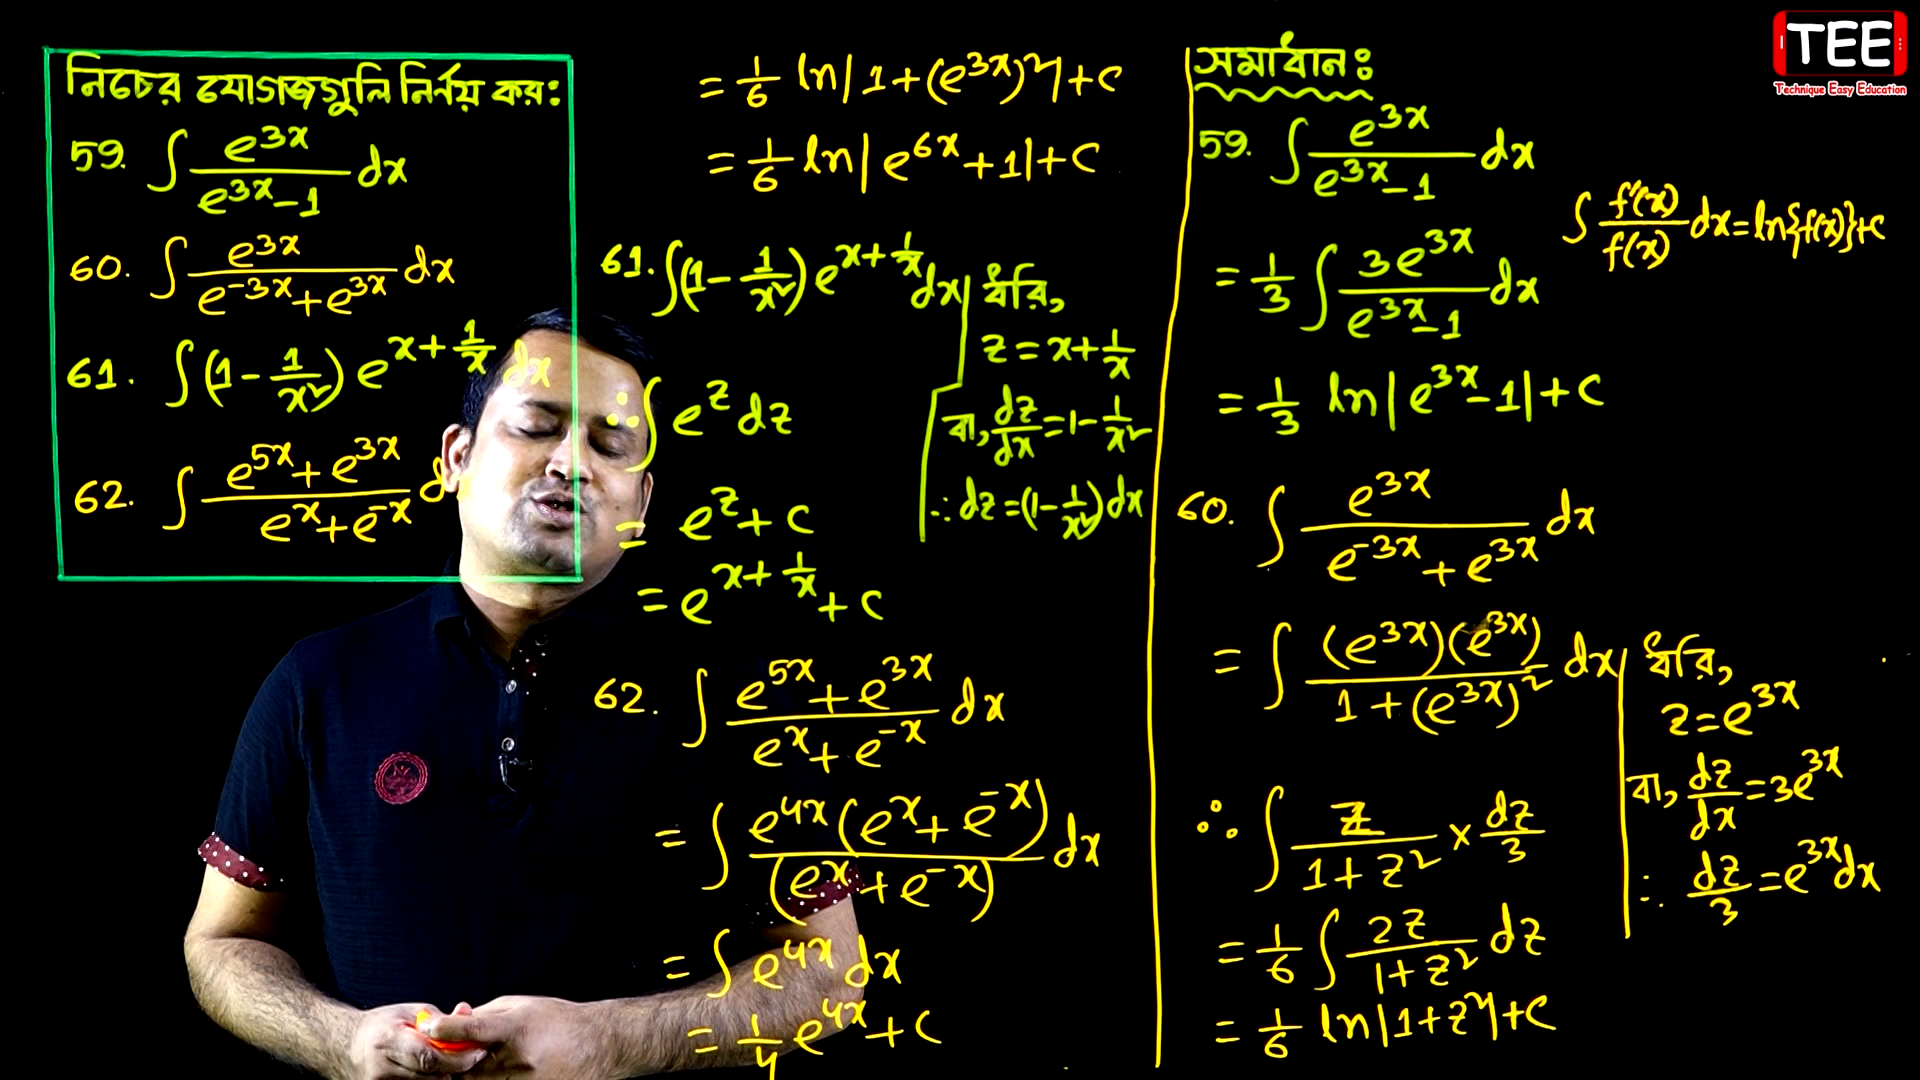 TEE
Technique Easy Education
নিচের যোগজগুলি নির্নয় কর:
59. ∫ e^{3x}/(e^{3x}-1) dx
60. ∫ e^{3x}/(e^{-3x}+e^{3x}) dx
61. ∫(1-1/x²) e^{x+1/x} dx
62. ∫ (e^{5x}+e^{3x})/(e^{x}+e^{-x}) d
সমাধান:
59. ∫ e^{3x}/(e^{3x}-1) dx
∫ f'(x)/f(x) dx=ln{f(x)}+c
= 1/3 ∫ 3e^{3x}/(e^{3x}-1) dx
= 1/3 ln|e^{3x}-1|+c
60. ∫ e^{3x}/(e^{-3x}+e^{3x}) dx
= ∫ (e^{3x})(e^{3x})/(1+(e^{3x})^2) dx
ধরি,
z=e^{3x}
বা, dz/dx=3e^{3x}
∴ dz/3=e^{3x}dx
∴ ∫ z/(1+z²) × dz/3
= 1/6 ∫ 2z/(1+z²) dz
= 1/6 ln|1+z²|+c
= 1/6 ln|1+(e^{3x})²|+c
= 1/6 ln|e^{6x}+1|+c
61. ∫(1-1/x²) e^{x+1/x} dx
ধরি,
z=x+1/x
বা, dz/dx=1-1/x²
∴ dz=(1-1/x²)dx
∴ ∫ e^{z} dz
= e^{z}+c
= e^{x+1/x}+c
62. ∫ (e^{5x}+e^{3x})/(e^{x}+e^{-x}) dx
= ∫ e^{4x}(e^{x}+e^{-x})/(e^{x}+e^{-x}) dx
= ∫ e^{4x} dx
= 1/4 e^{4x}+c